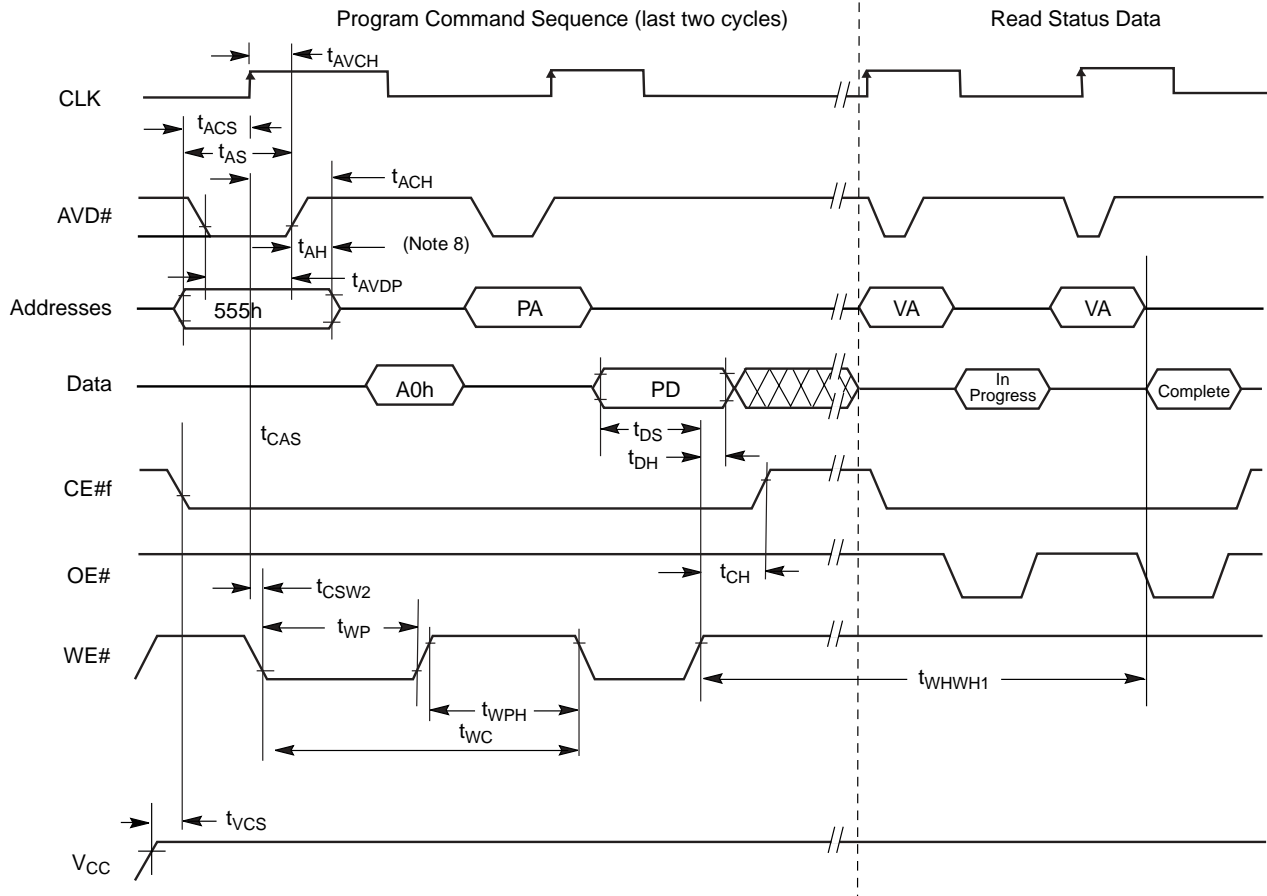 Program Command Sequence (last two cycles)
Read Status Data
tAVCH
CLK
tACS
tAS
tACH
AVD#
tAH
(Note 8)
tAVDP
Addresses
555h
PA
VA
VA
Data
A0h
PD
In
Progress
Complete
tDS
tCAS
tDH
CE#f
OE#
tCH
tCSW2
tWP
WE#
tWHWH1
tWPH
tWC
tVCS
VCC